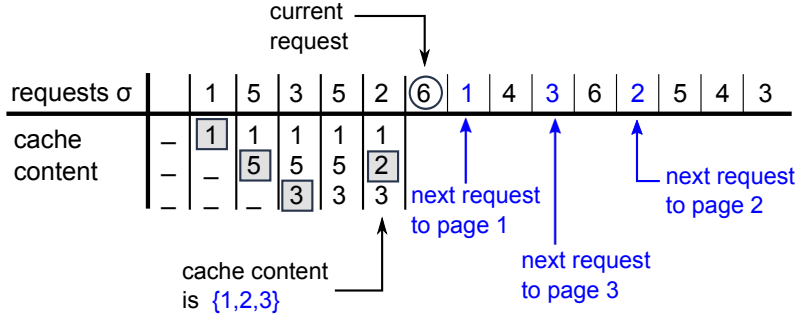 current
request
requests σ 1 5 3 5 2 6 1 4 3 6 2 5 4 3
cache _ 1 1 1 1 1
content _ _ 5 5 5 2
_ _ _ 3 3 3
next request
to page 1
next request
to page 2
next request
to page 3
cache content
is {1,2,3}